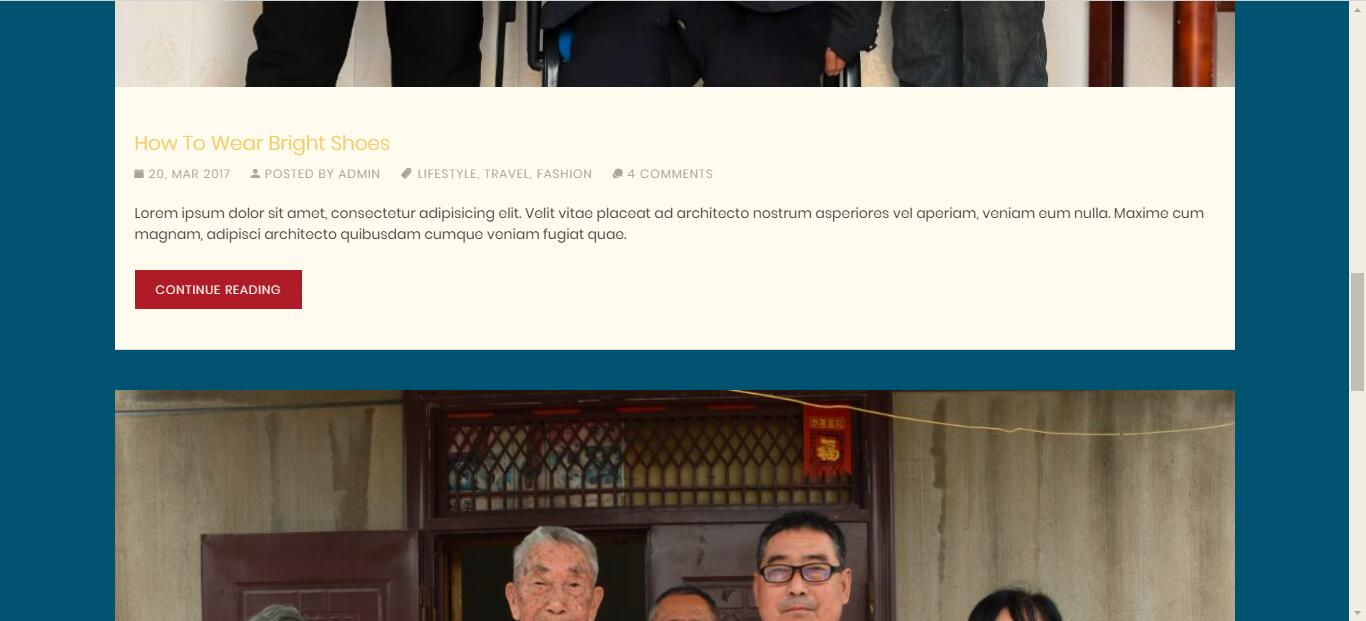 How To Wear Bright Shoes
20, MAR 2017 POSTED BY ADMIN LIFESTYLE, TRAVEL, FASHION 4 COMMENTS
Lorem ipsum dolor sit amet, consectetur adipisicing elit. Velit vitae placeat ad architecto nostrum asperiores vel aperiam, veniam eum nulla. Maxime cum
magnam, adipisci architecto quibusdam cumque veniam fugiat quae.
CONTINUE READING
福